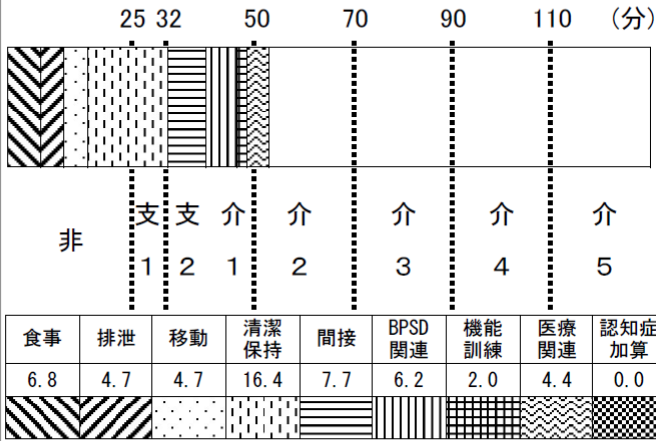 25 32 50 70 90 110 (分)
非 支1 支2 介1 介2 介3 介4 介5
食事 排泄 移動 清潔保持 間接 BPSD関連 機能訓練 医療関連 認知症加算
6.8 4.7 4.7 16.4 7.7 6.2 2.0 4.4 0.0